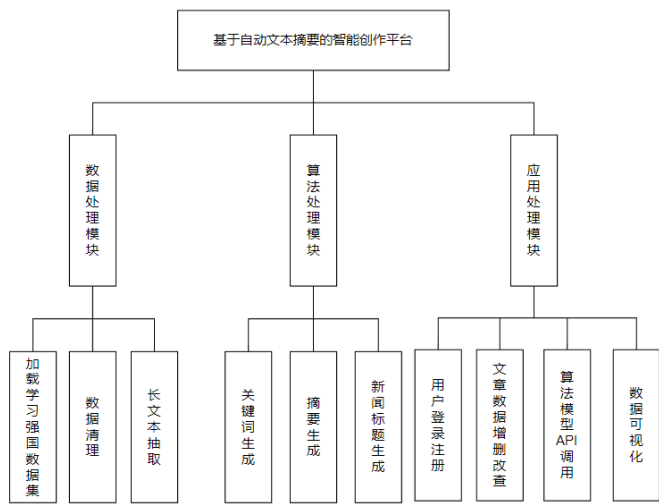 基于自动文本摘要的智能创作平台
数据处理模块
算法处理模块
应用处理模块
加载学习强国数据集
数据清理
长文本抽取
关键词生成
摘要生成
新闻标题生成
用户登录注册
文章数据增删改查
算法模型API调用
数据可视化